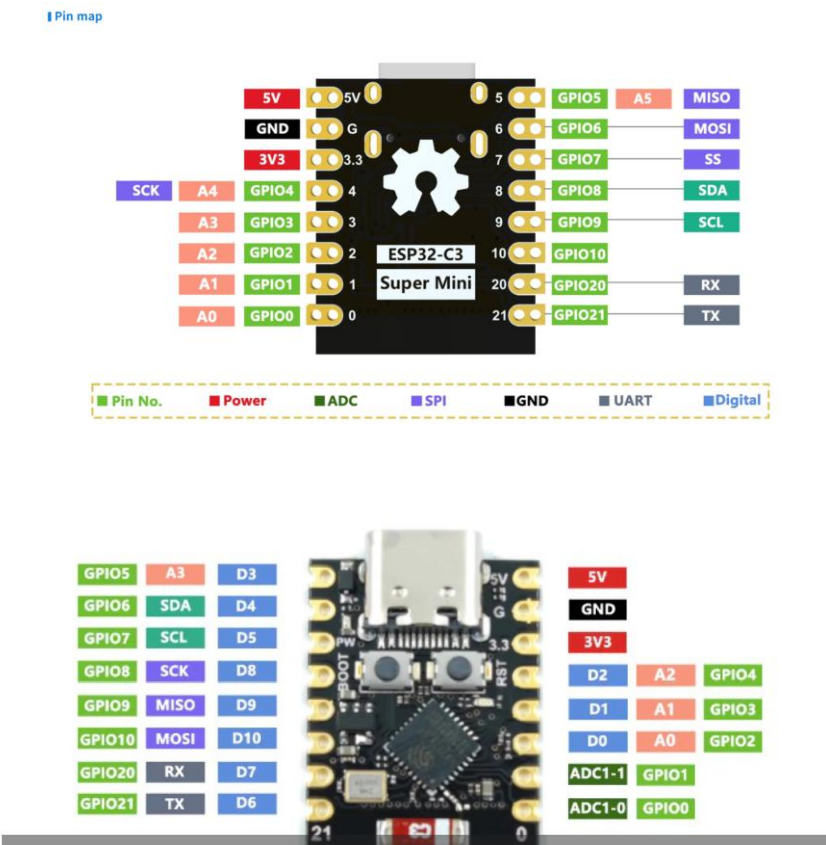 Pin map
5V 5V 5 GPIO5 A5 MISO
GND G 6 GPIO6 MOSI
3V3 3.3 7 GPIO7 SS
SCK A4 GPIO4 4 8 GPIO8 SDA
A3 GPIO3 3 9 GPIO9 SCL
A2 GPIO2 2 ESP32-C3 10 GPIO10
A1 GPIO1 1 Super Mini 20 GPIO20 RX
A0 GPIO0 0 21 GPIO21 TX
Pin No. Power ADC SPI GND UART Digital
GPIO5 A3 D3 5V 5V
GPIO6 SDA D4 G GND
GPIO7 SCL D5 PW 3.3 3V3
GPIO8 SCK D8 BOOT RST D2 A2 GPIO4
GPIO9 MISO D9 D1 A1 GPIO3
GPIO10 MOSI D10 D0 A0 GPIO2
GPIO20 RX D7 ADC1-1 GPIO1
GPIO21 TX D6 ADC1-0 GPIO0
21 0